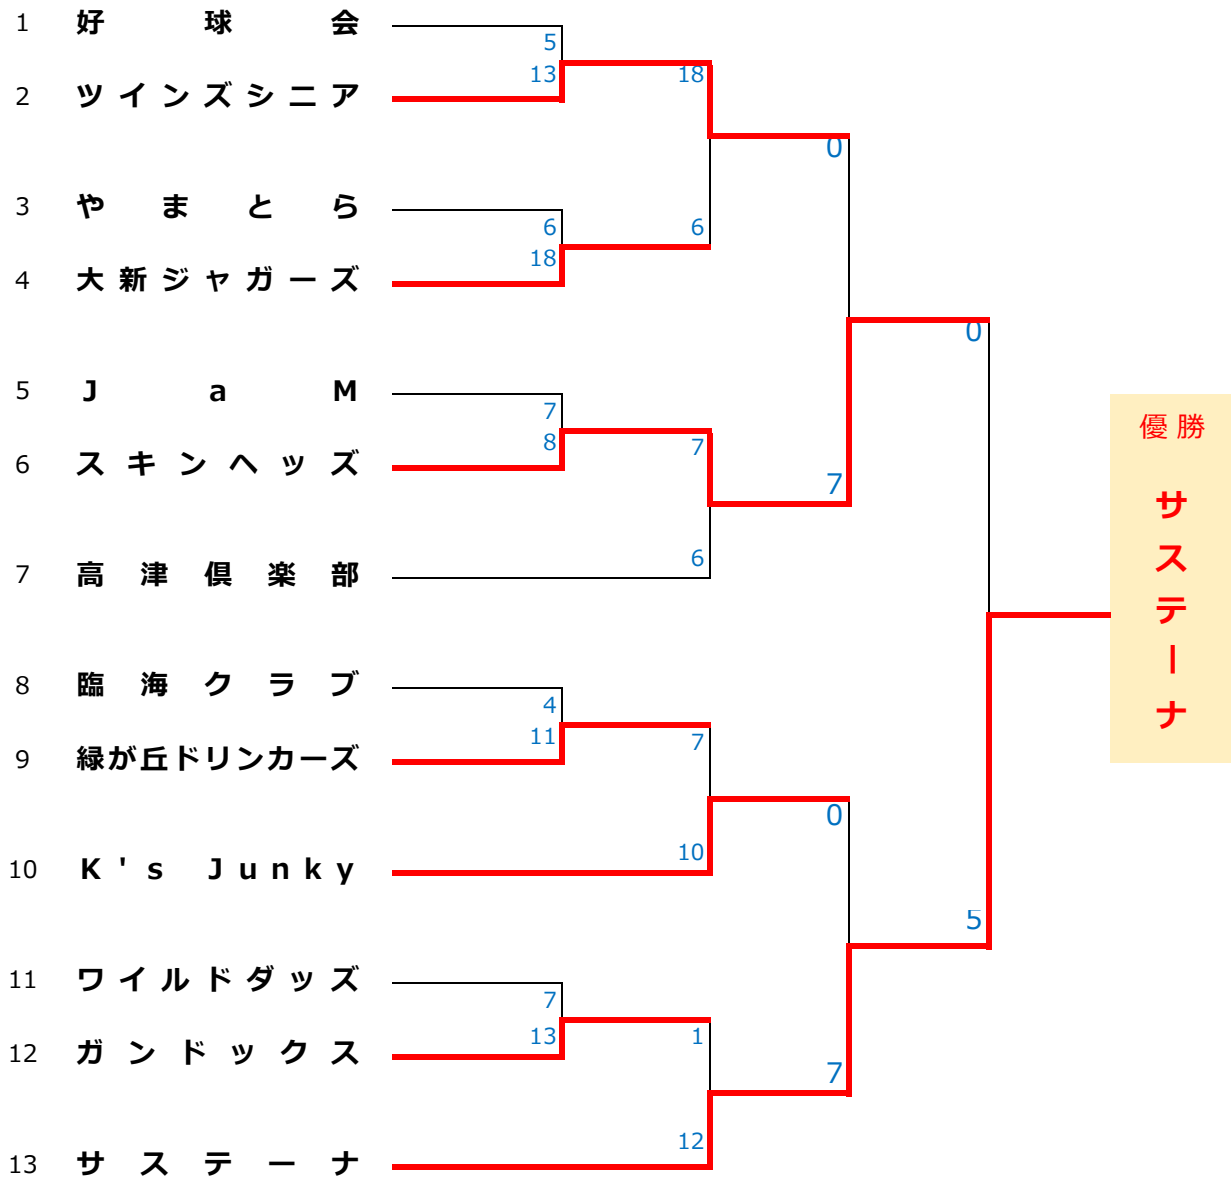 1 好球会
5
13
18
2 ツインズシニア
0
3 やまとら
6
6
18
4 大新ジャガーズ
0
5 JaM
7
優勝
8
7
6 スキンヘッズ
7
サステーナ
6
7 高津倶楽部
8 臨海クラブ
4
11
7
9 緑が丘ドリンカーズ
0
10
10 K's Junky
5
11 ワイルドダッズ
7
13
1
12 ガンドックス
7
12
13 サステーナ